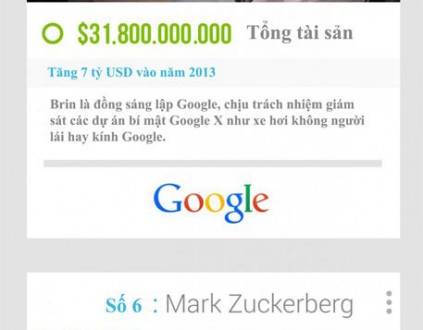 $31.800.000.000 Tổng tài sản
Tăng 7 tỷ USD vào năm 2013
Brin là đồng sáng lập Google, chịu trách nhiệm giám
sát các dự án bí mật Google X như xe hơi không người
lái hay kính Google.
Google
Số 6 : Mark Zuckerberg